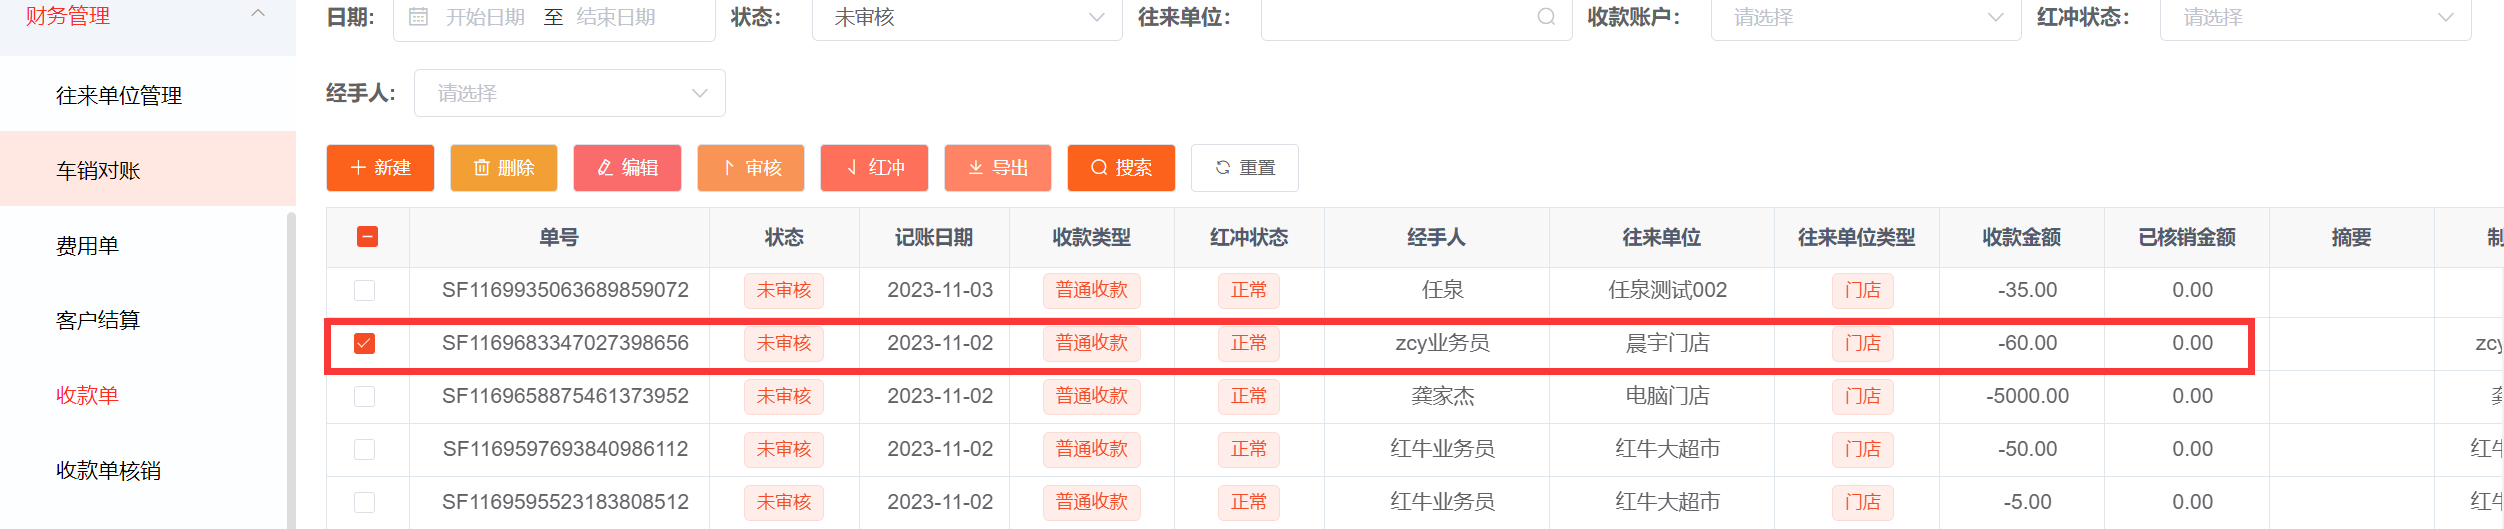 财务管理
往来单位管理
车销对账
费用单
客户结算
收款单
收款单核销
日期: 开始日期 至 结束日期 状态: 未审核 往来单位: 收款账户: 请选择 红冲状态: 请选择
经手人: 请选择
新建 删除 编辑 审核 红冲 导出 搜索 重置
单号 状态 记账日期 收款类型 红冲状态 经手人 往来单位 往来单位类型 收款金额 已核销金额 摘要
SF1169935063689859072 未审核 2023-11-03 普通收款 正常 任泉 任泉测试002 门店 -35.00 0.00
SF1169683347027398656 未审核 2023-11-02 普通收款 正常 zcy业务员 晨宇门店 门店 -60.00 0.00 zcy
SF1169658875461373952 未审核 2023-11-02 普通收款 正常 龚家杰 电脑门店 门店 -5000.00 0.00
SF1169597693840986112 未审核 2023-11-02 普通收款 正常 红牛业务员 红牛大超市 门店 -50.00 0.00 红牛
SF1169595523183808512 未审核 2023-11-02 普通收款 正常 红牛业务员 红牛大超市 门店 -5.00 0.00 红牛